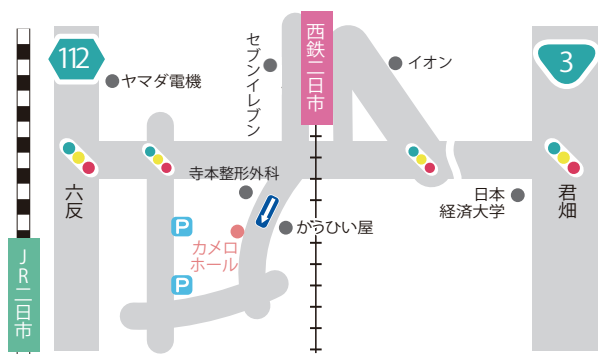 112
ヤマダ電機
セブンイレブン
西鉄二日市
イオン
3
六反
寺本整形外科
日本
経済大学
君畑
P
かうひい屋
カメロ
ホール
P
JR二日市